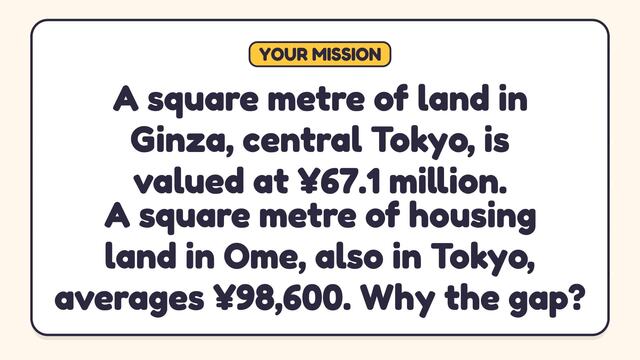 YOUR MISSION
A square metre of land in
Ginza, central Tokyo, is
valued at ¥67.1 million.
A square metre of housing
land in Ome, also in Tokyo,
averages ¥98,600. Why the gap?